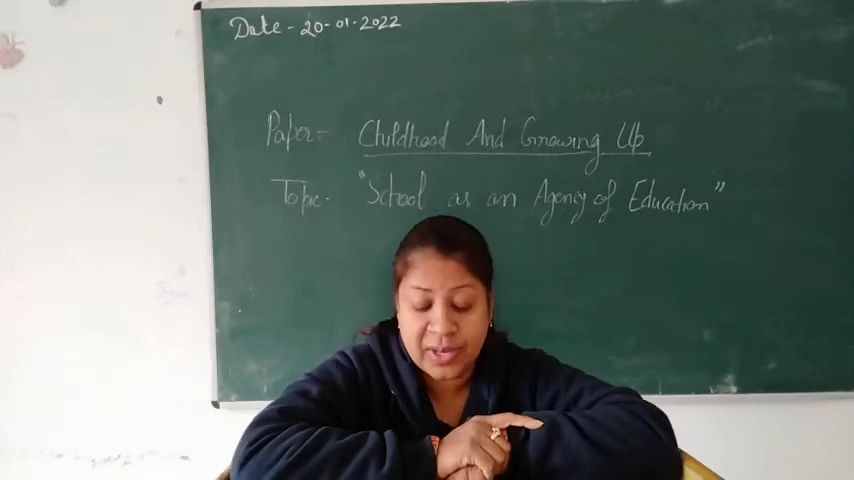 Date - 20-01-2022
Paper - Childhood And Growing Up
Topic - "School as an Agency of Education"